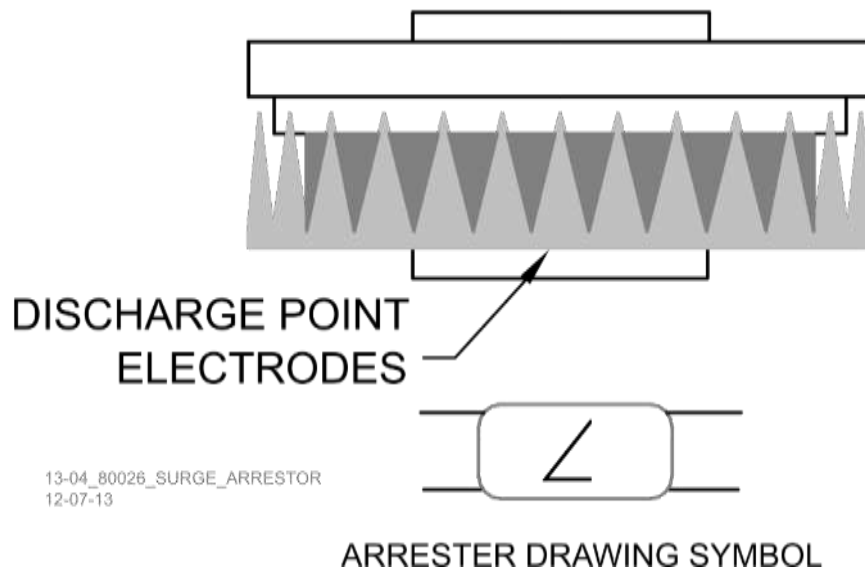 DISCHARGE POINT
ELECTRODES
13-04_80026_SURGE_ARRESTOR
12-07-13
ARRESTER DRAWING SYMBOL